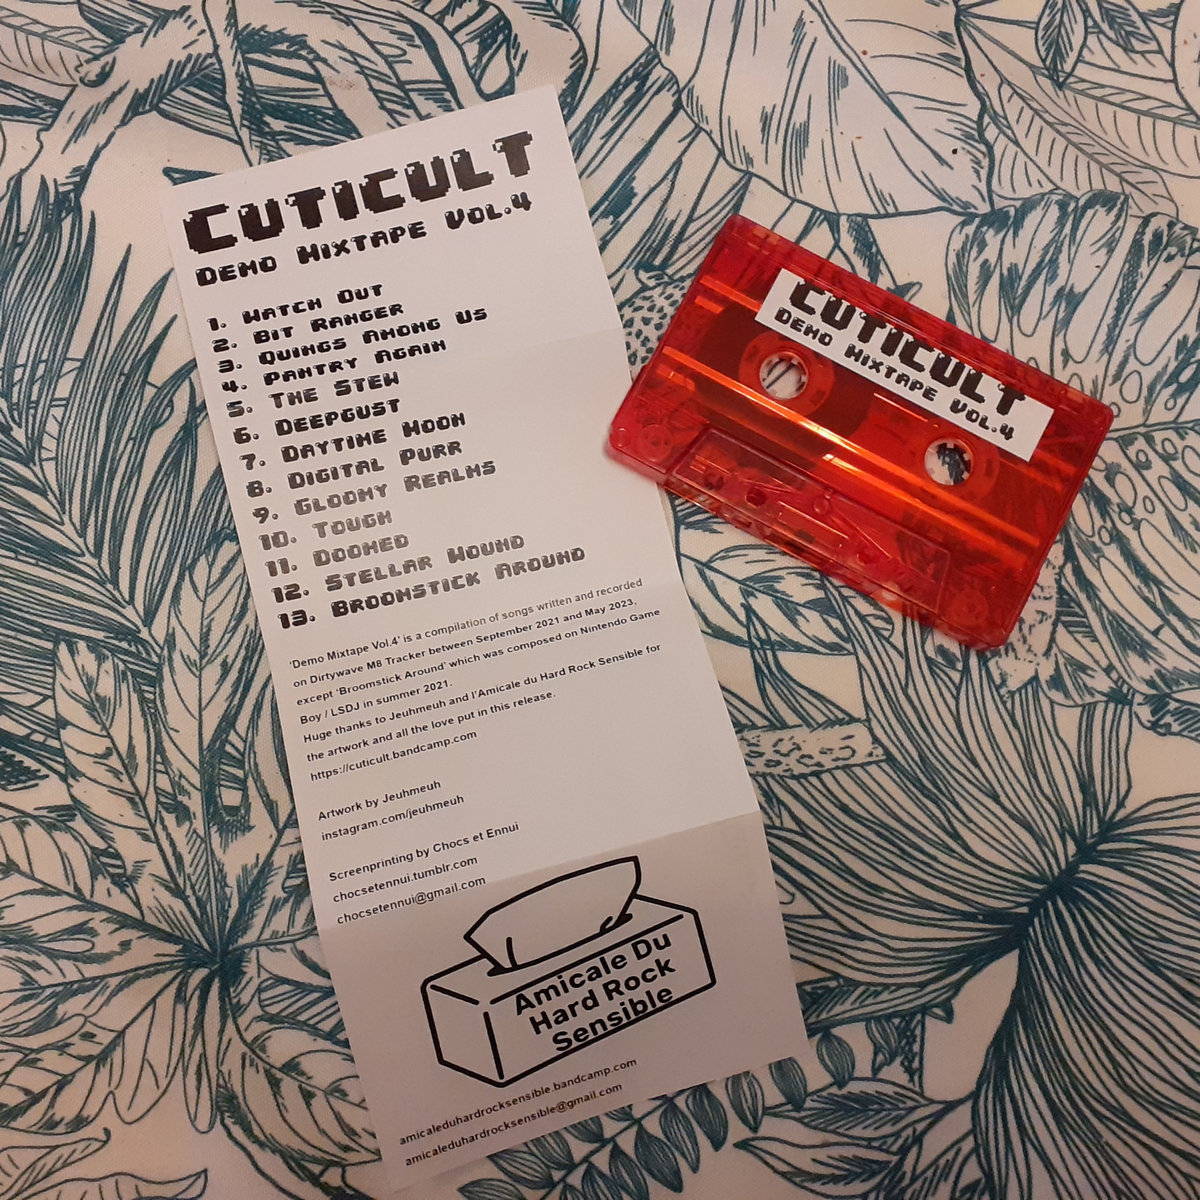 CUTICULT
DEMO MIXTAPE VOL.4
1. WATCH OUT
2. BIT RANGER
3. QUINGS AMONG US
4. PANTRY AGAIN
5. THE STEW
6. DEEPGUST
7. DAYTIME MOON
8. DIGITAL PURR
9. GLOOMY REALMS
10. TOUGH
11. DOOMED
12. STELLAR WOUND
13. BROOMSTICK AROUND
'Demo Mixtape Vol.4' is a compilation of songs written and recorded
on Dirtywave M8 Tracker between September 2021 and May 2023,
except 'Broomstick Around' which was composed on Nintendo Game
Boy / LSDJ in summer 2021.
Huge thanks to Jeuhmeuh and l'Amicale du Hard Rock Sensible for
the artwork and all the love put in this release.
https://cuticult.bandcamp.com
Artwork by Jeuhmeuh
instagram.com/jeuhmeuh
Screenprinting by Chocs et Ennui
chocsetennui.tumblr.com
chocsetennui@gmail.com
Amicale Du
Hard Rock
Sensible
amicaleduhardrocksensible.bandcamp.com
amicaleduhardrocksensible@gmail.com
CUTICULT
DEMO MIXTAPE VOL.4